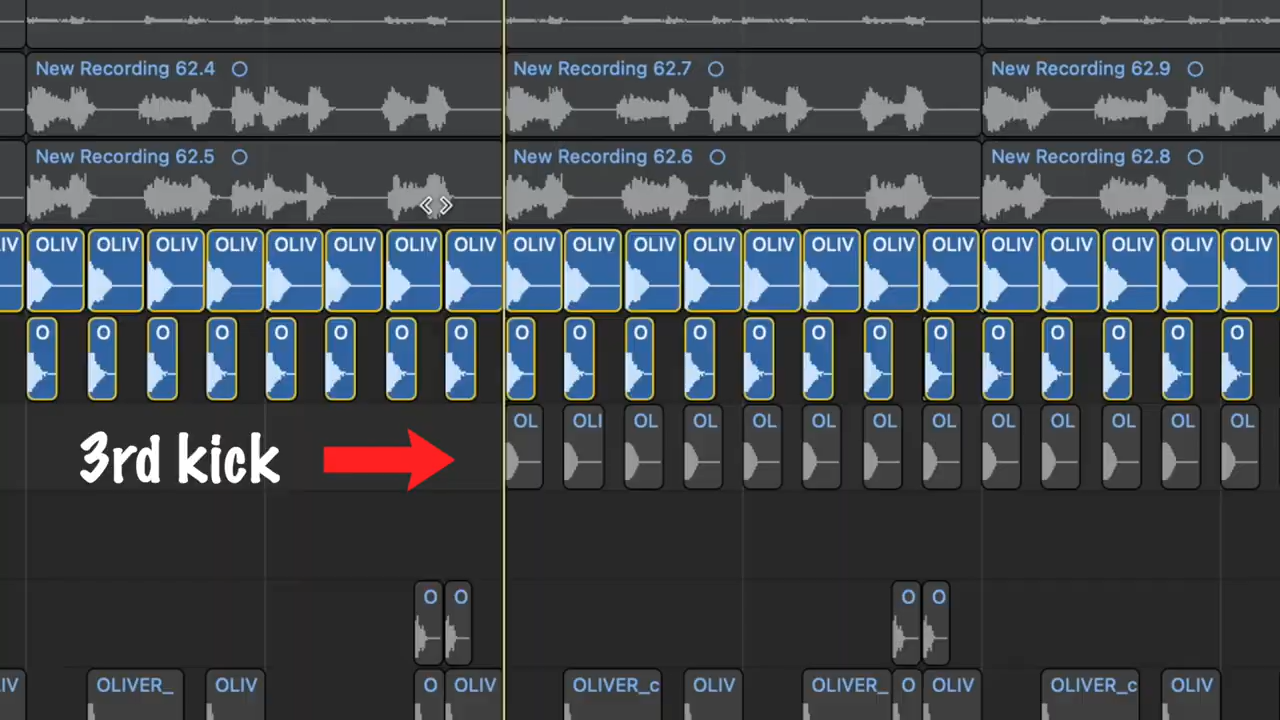 New Recording 62.4 New Recording 62.7 New Recording 62.9
New Recording 62.5 New Recording 62.6 New Recording 62.8
IV OLIV OLIV OLIV OLIV OLIV OLIV OLIV OLIV OLIV OLIV OLIV OLIV OLIV OLIV OLIV OLIV OLIV OLIV OLIV OLIV OLIV
O O O O O O O O O O O O O O O O O O O O O
OL OLI OL OL OL OL OL OL OL OL OL OL OL
3rd kick
O O O O
IV OLIVER_ OLIV O OLIV OLIVER_c OLIV OLIVER_ O OLIV OLIVER_c OLIV